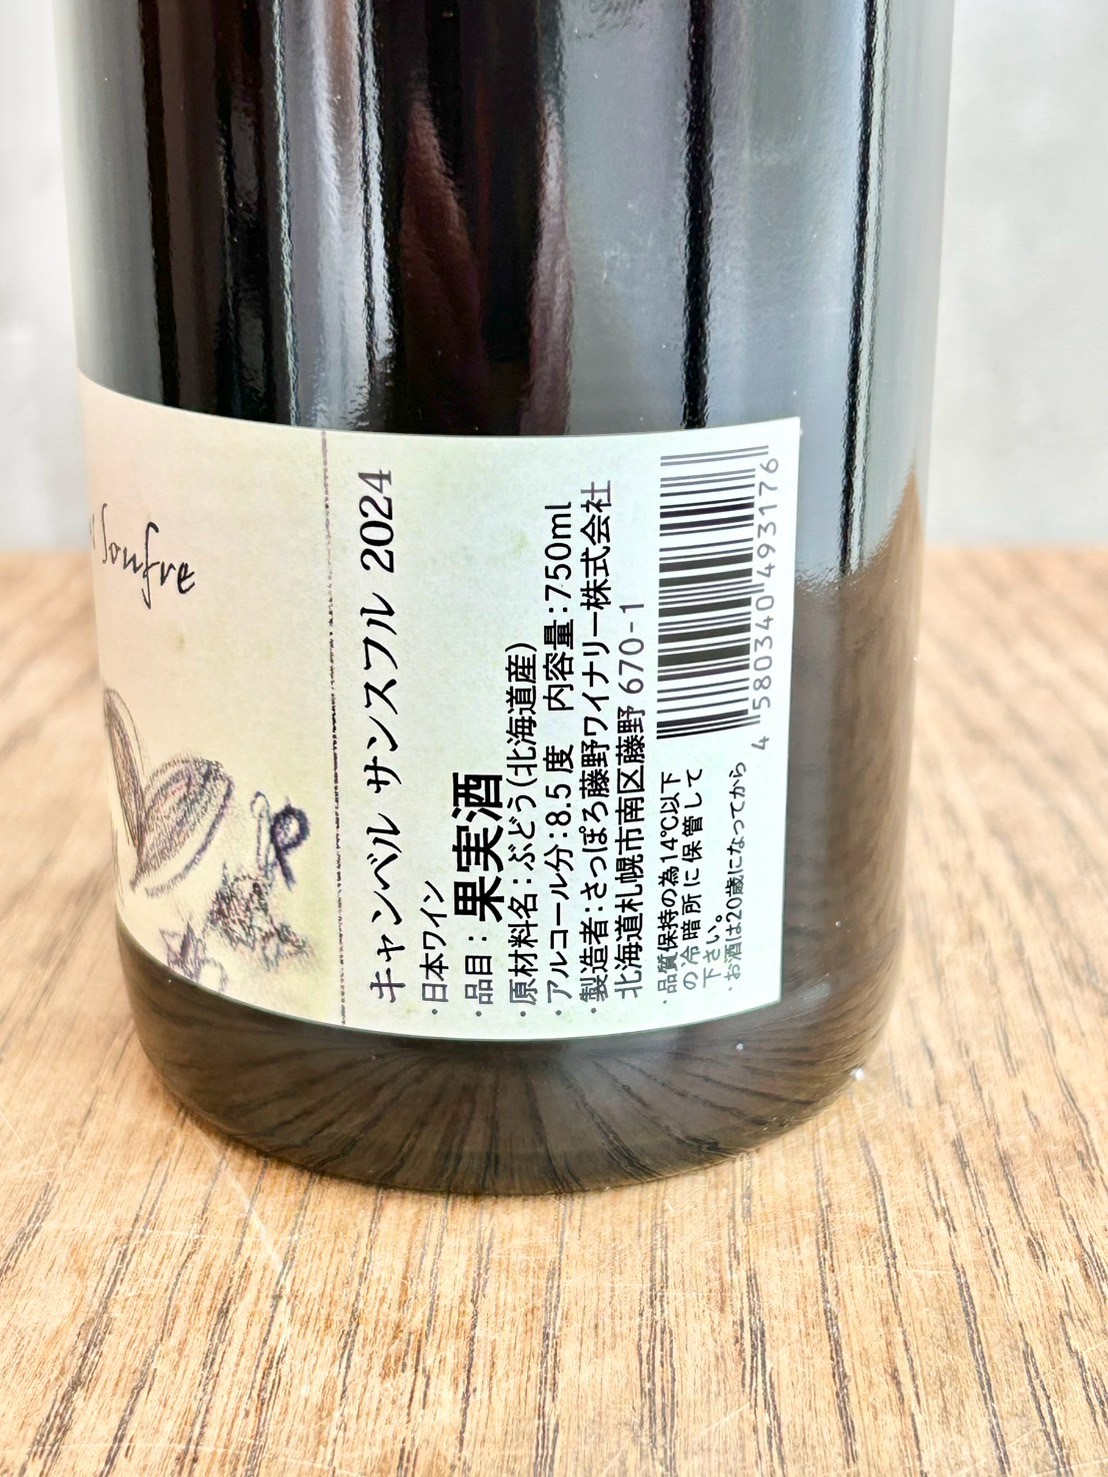 Soufre
キャンベル サンスフル 2024
・日本ワイン
・品目：果実酒
・原材料名：ぶどう(北海道産)
・アルコール分：8.5度　内容量：750ml
・製造者：さっぽろ藤野ワイナリー株式会社
北海道札幌市南区藤野 670-1
・品質保持の為14℃以下
の冷暗所に保管して
下さい。
・お酒は20歳になってから
4 580340 493176